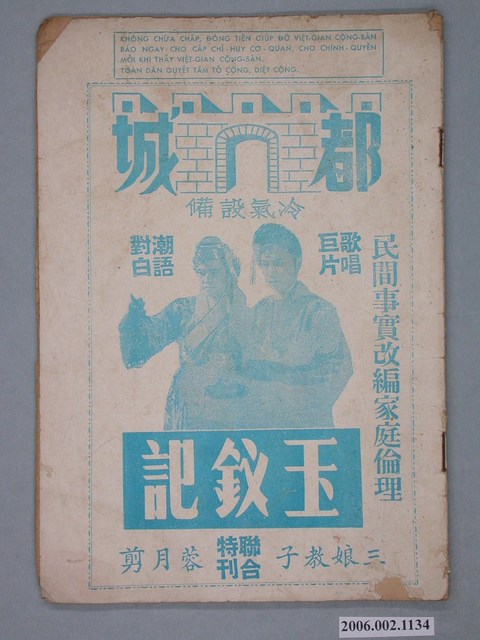 KHÔNG CHỨA CHẤP, ĐỒNG TIỀN GIÚP ĐỠ VIỆT-GIAN CỘNG-SẢN
BÁO NGAY CHO CẤP CHỈ-HUY CƠ-QUAN, CHO CHÍNH-QUYỀN
MỖI KHI THẤY VIỆT-GIAN CỘNG-SẢN.
TOÀN DÂN QUYẾT TÂM TỐ CỘNG, DIỆT CỘNG.
都城
冷氣設備
歌唱巨片
潮語對白
民間事實改編家庭倫理
玉釵記
三娘教子
聯合特刊
蓉月剪
2006.002.1134